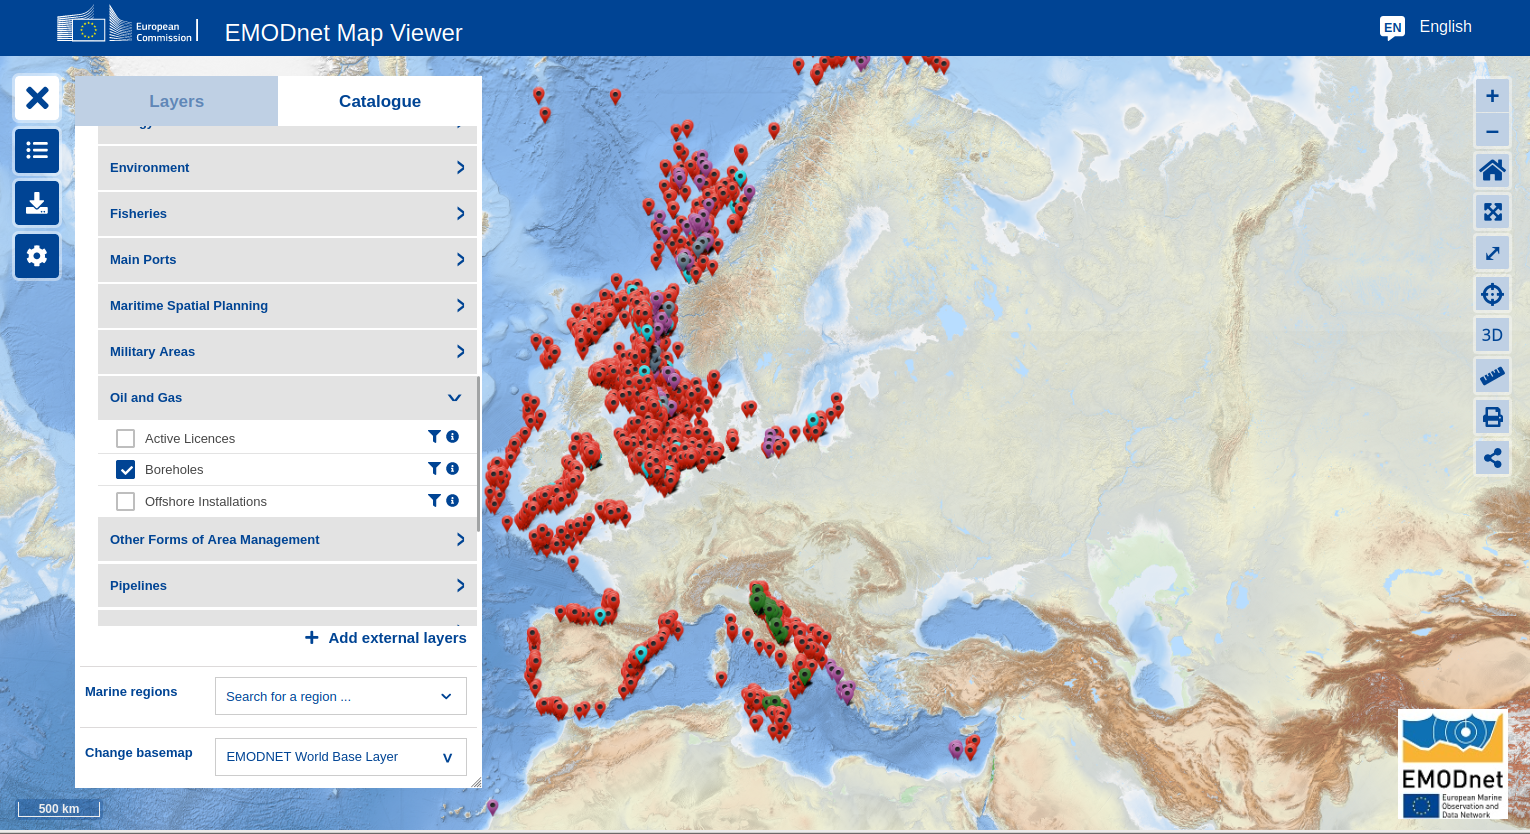 European
Commission
EMODnet Map Viewer
EN
English
Layers
Catalogue
Environment
Fisheries
Main Ports
Maritime Spatial Planning
Military Areas
Oil and Gas
Active Licences
Boreholes
Offshore Installations
Other Forms of Area Management
Pipelines
Add external layers
Marine regions
Search for a region ...
Change basemap
EMODNET World Base Layer
500 km
+
−
3D
EMODnet
European Marine
Observation and
Data Network